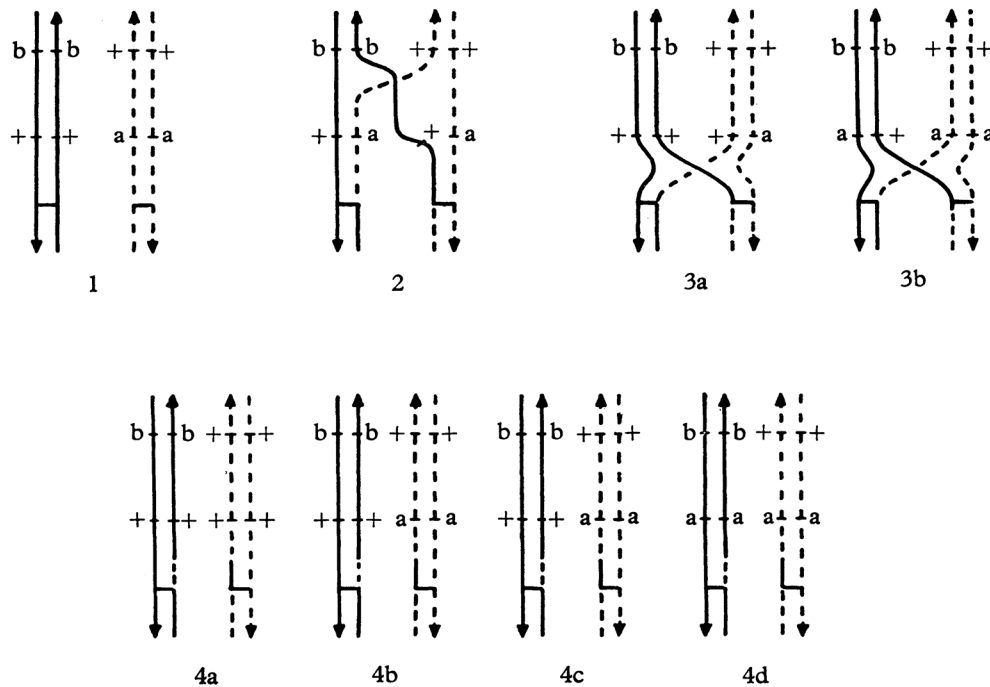 b b + + b b + + b b + + b b + +
+ + a a + a + a + + + a a + a a
1 2 3a 3b
b b + + b b + + b b + + b b + +
+ + + + + + a a + + a a a a a a
4a 4b 4c 4d